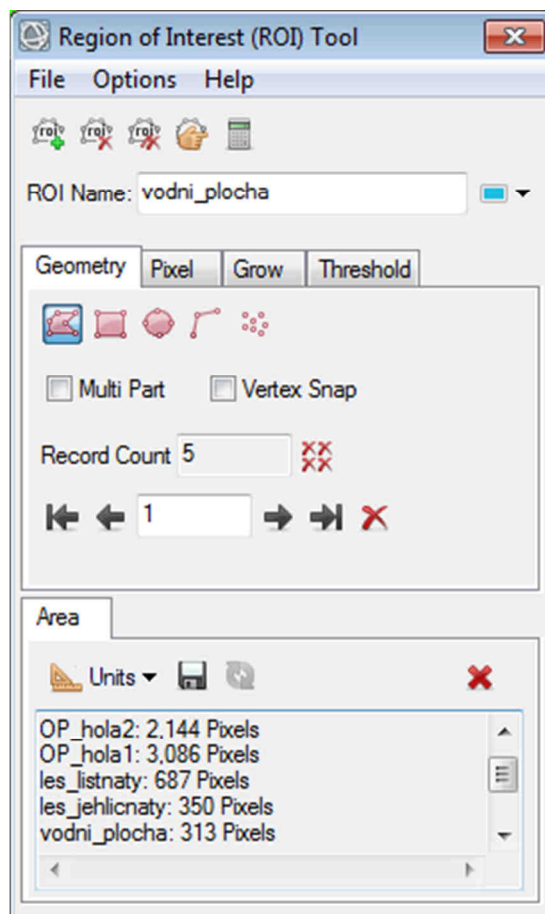 Region of Interest (ROI) Tool
File Options Help
ROI Name: vodni_plocha
Geometry Pixel Grow Threshold
Multi Part Vertex Snap
Record Count 5
1
Area
Units
OP_hola2: 2,144 Pixels
OP_hola1: 3,086 Pixels
les_listnaty: 687 Pixels
les_jehlicnaty: 350 Pixels
vodni_plocha: 313 Pixels